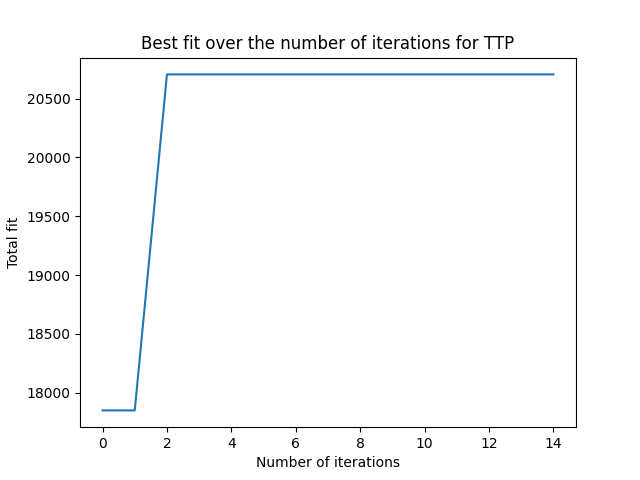 Best fit over the number of iterations for TTP
Total fit
20500
20000
19500
19000
18500
18000
0 2 4 6 8 10 12 14
Number of iterations